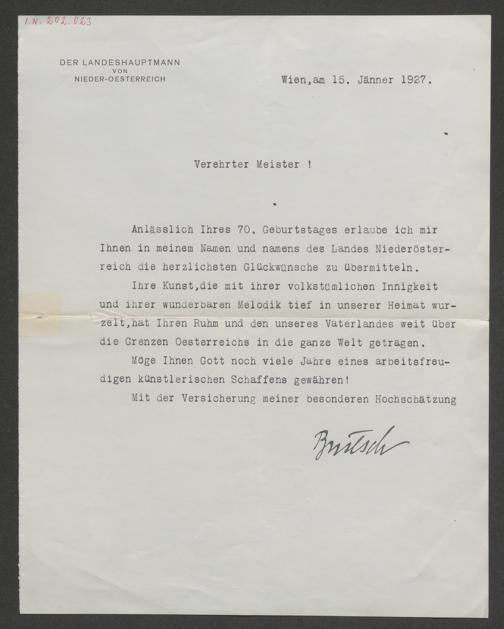 I.N. 202.023
DER LANDESHAUPTMANN
VON
NIEDER-OESTERREICH
Wien,am 15. Jänner 1927.
Verehrter Meister !
Anlässlich Ihres 70. Geburtstages erlaube ich mir
Ihnen in meinem Namen und namens des Landes Niederöster-
reich die herzlichsten Glückwünsche zu übermitteln.
Ihre Kunst,die mit ihrer volkstümlichen Innigkeit
und ihrer wunderbaren Melodik tief in unserer Heimat wur-
zelt,hat Ihren Ruhm und den unseres Vaterlandes weit über
die Grenzen Oesterreichs in die ganze Welt getragen.
Möge Ihnen Gott noch viele Jahre eines arbeitsfreu-
digen künstlerischen Schaffens gewähren!
Mit der Versicherung meiner besonderen Hochschätzung